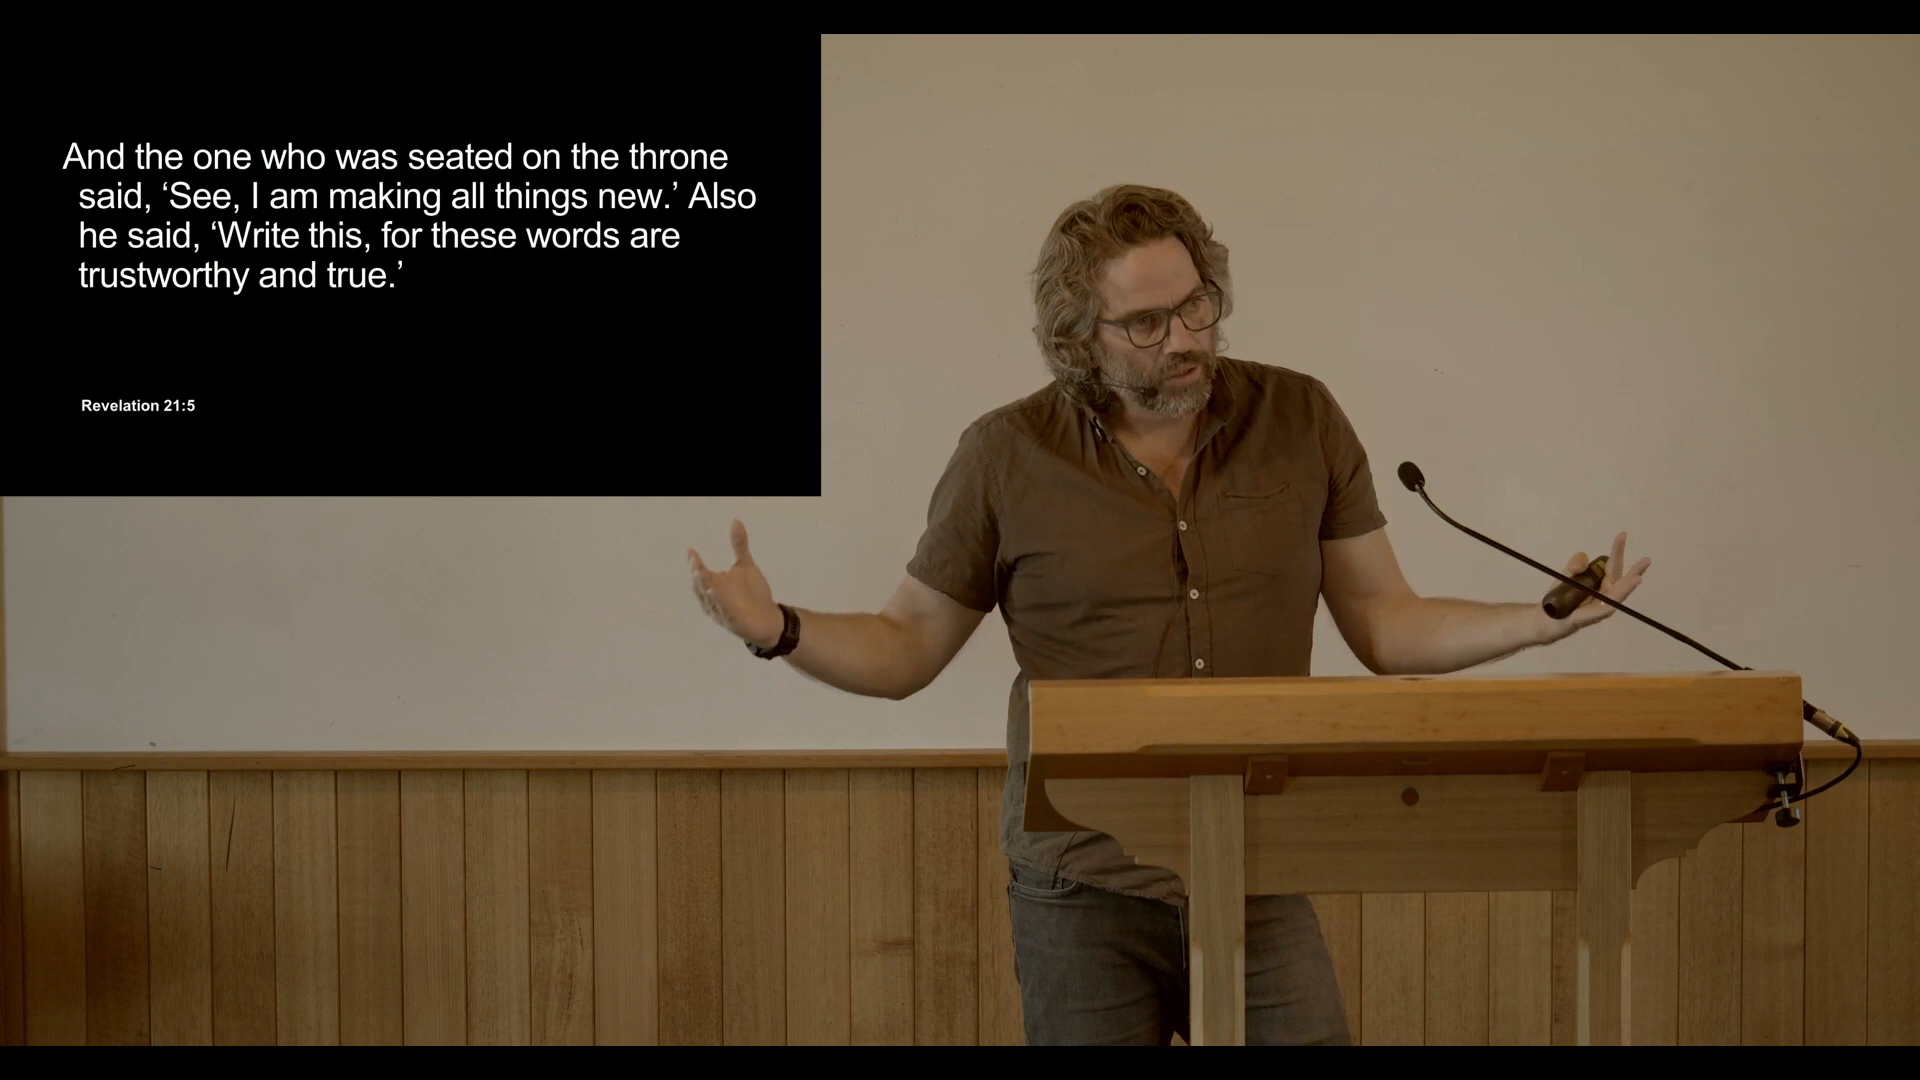 And the one who was seated on the throne
said, ‘See, I am making all things new.’ Also
he said, ‘Write this, for these words are
trustworthy and true.’
Revelation 21:5